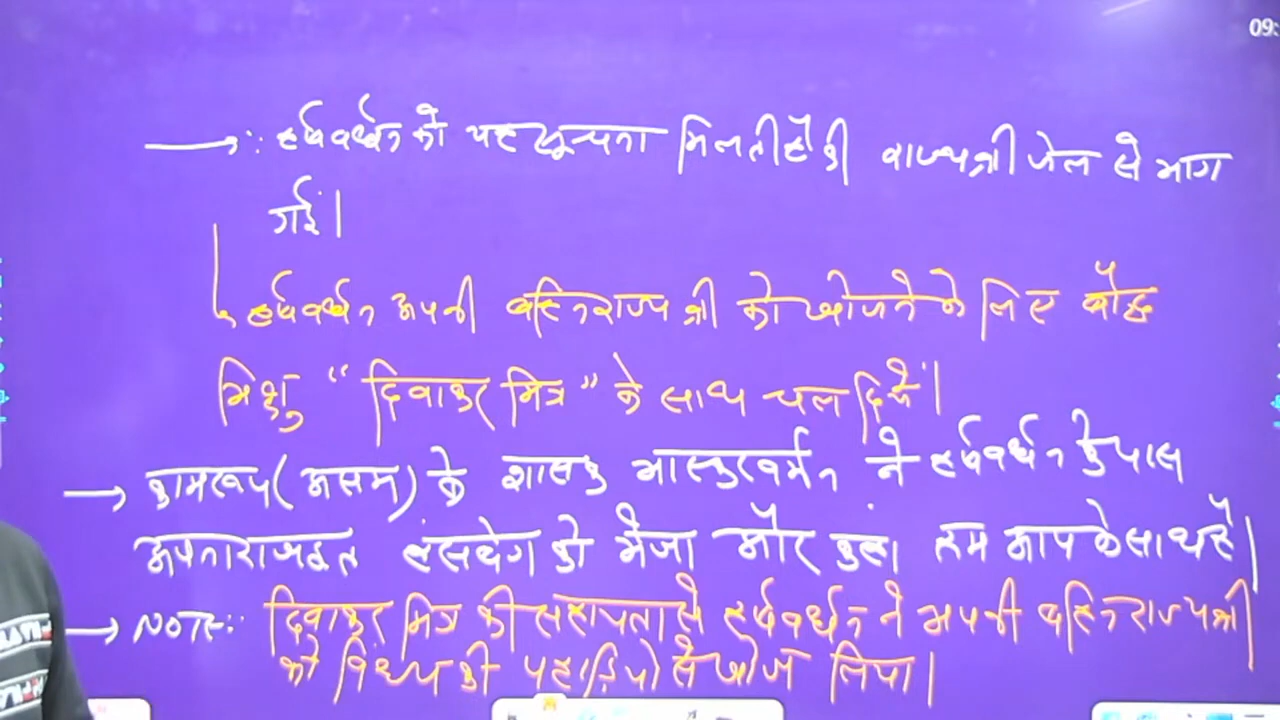 09:
→ ∵ हर्षवर्धन को यह सूचना मिलती है की राज्यश्री जेल से भाग
गई।
↳ हर्षवर्धन अपनी बहिन राज्य श्री को खोजने के लिए बौद्ध
भिक्षु “दिवाकर मित्र” के साथ चल दिये।
→ कामरूप (असम) के शासक भास्करवर्मन ने हर्षवर्धन के पास
अपना राजदूत हंसवेग को भेजा और कहा हम आप के साथ है।
→ NOTE:- दिवाकर मित्र की सहायता से हर्षवर्धन ने अपनी बहिन राज्यश्री
को विंध्य की पहाड़ियो से खोज लिया।